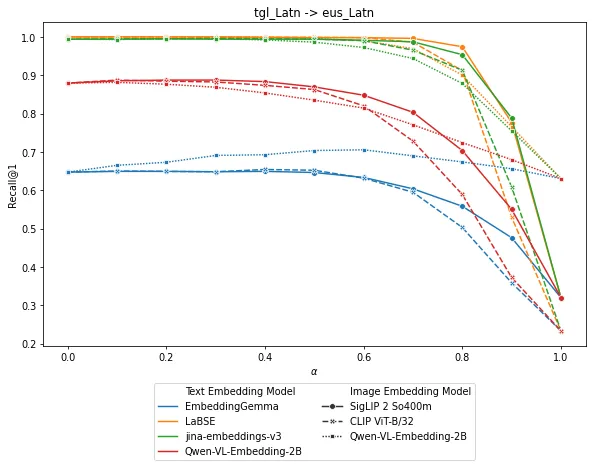 tgl_Latn -> eus_Latn
1.0
0.9
0.8
0.7
0.6
0.5
0.4
0.3
0.2
Recall@1
0.0 0.2 0.4 0.6 0.8 1.0
α
Text Embedding Model Image Embedding Model
EmbeddingGemma SigLIP 2 So400m
LaBSE CLIP ViT-B/32
jina-embeddings-v3 Qwen-VL-Embedding-2B
Qwen-VL-Embedding-2B